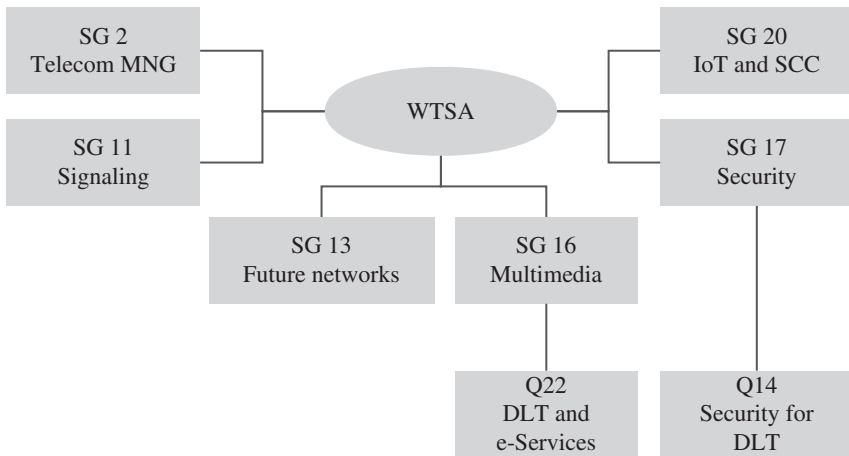 SG 2
Telecom MNG
SG 20
IoT and SCC
WTSA
SG 11
Signaling
SG 17
Security
SG 13
Future networks
SG 16
Multimedia
Q22
DLT and
e-Services
Q14
Security for
DLT